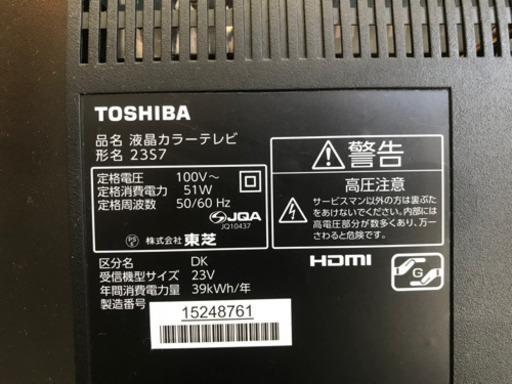 TOSHIBA
品名 液晶カラーテレビ
形名 23S7
定格電圧 100V～
定格消費電力 51W
定格周波数 50/60 Hz
JQA
JQ10437
PS E 株式会社 東芝
区分名 DK
受信機型サイズ 23V
年間消費電力量 39kWh/年
製造番号
15248761
警告
高圧注意
サービスマン以外の方は裏ぶた
をあけないでください。内部には
高電圧部分が数多くあり、万一
さわると危険です。
HDMI
G